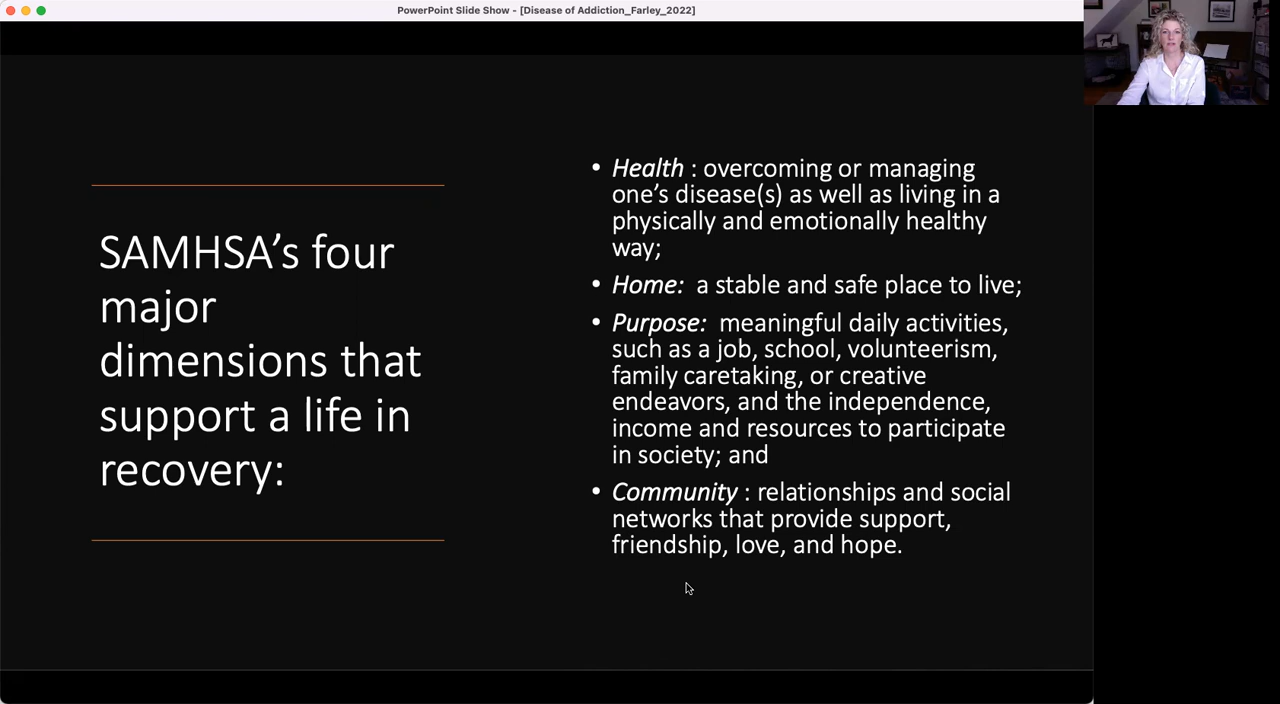 PowerPoint Slide Show - [Disease of Addiction_Farley_2022]
SAMHSA’s four
major
dimensions that
support a life in
recovery:
• Health : overcoming or managing
one’s disease(s) as well as living in a
physically and emotionally healthy
way;
• Home: a stable and safe place to live;
• Purpose: meaningful daily activities,
such as a job, school, volunteerism,
family caretaking, or creative
endeavors, and the independence,
income and resources to participate
in society; and
• Community : relationships and social
networks that provide support,
friendship, love, and hope.